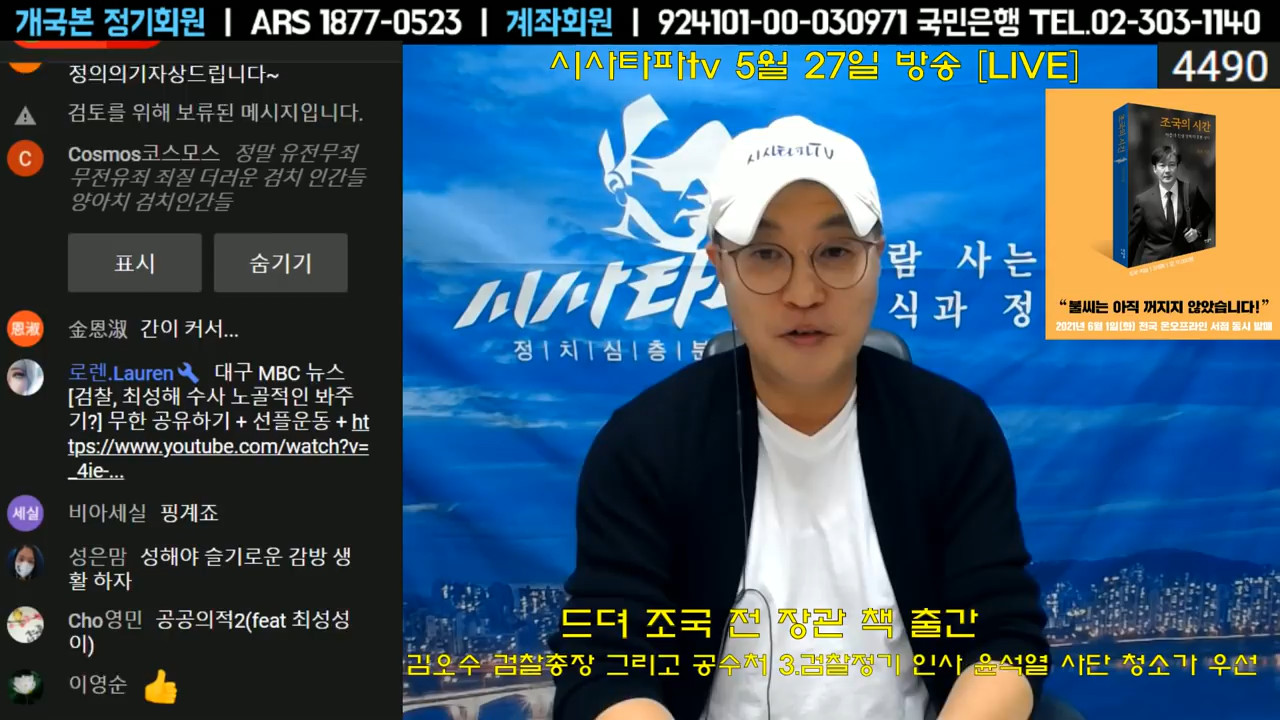 개국본 정기회원 | ARS 1877-0523 | 계좌회원 | 924101-00-030971 국민은행 TEL.02-303-1140
정의의기자상드립니다~
검토를 위해 보류된 메시지입니다.
C
Cosmos코스모스 정말 유전무죄
무전유죄 죄질 더러운 검치 인간들
양아치 검치인간들
표시
숨기기
恩淑
金恩淑 간이 커서...
로렌.Lauren 대구 MBC 뉴스
[검찰, 최성해 수사 노골적인 봐주
기?] 무한 공유하기 + 선플운동 + ht
tps://www.youtube.com/watch?v=
_4ie-...
세실
비아세실 핑계죠
성은맘 성해야 슬기로운 감방 생
활 하자
Cho영민 공공의적2(feat 최성성
이)
이영순
시사타파tv 5월 27일 방송 [LIVE]
4490
조국의 시간
조국의 시간
“불씨는 아직 꺼지지 않았습니다!”
2021년 6월 1일(화) 전국 온오프라인 서점 동시 발매
시사타파TV
시사타파
람 사는
식과 정
정|치|심|층|분
드뎌 조국 전 장관 책 출간
김오수 검찰총장 그리고 공수처 3.검찰정기 인사 윤석열 사단 청소가 우선